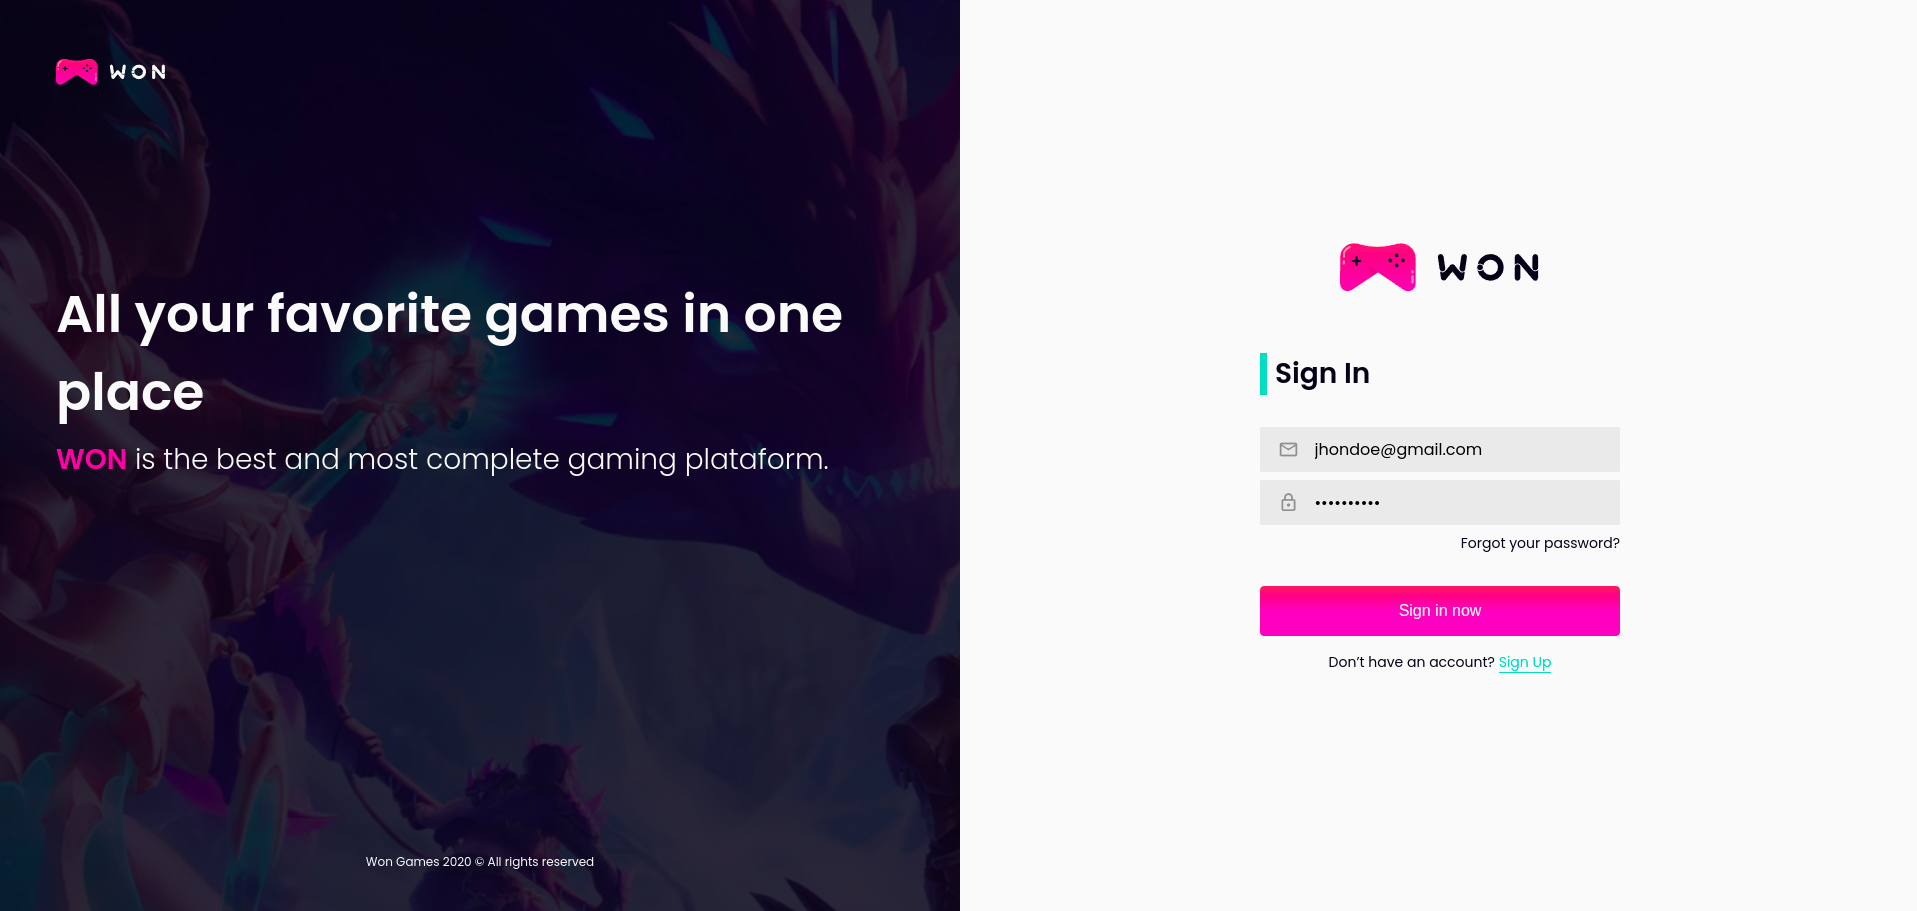 WON
All your favorite games in one
place
WON is the best and most complete gaming plataform.
Won Games 2020 © All rights reserved
WON
Sign In
jhondoe@gmail.com
••••••••••
Forgot your password?
Sign in now
Don’t have an account? Sign Up